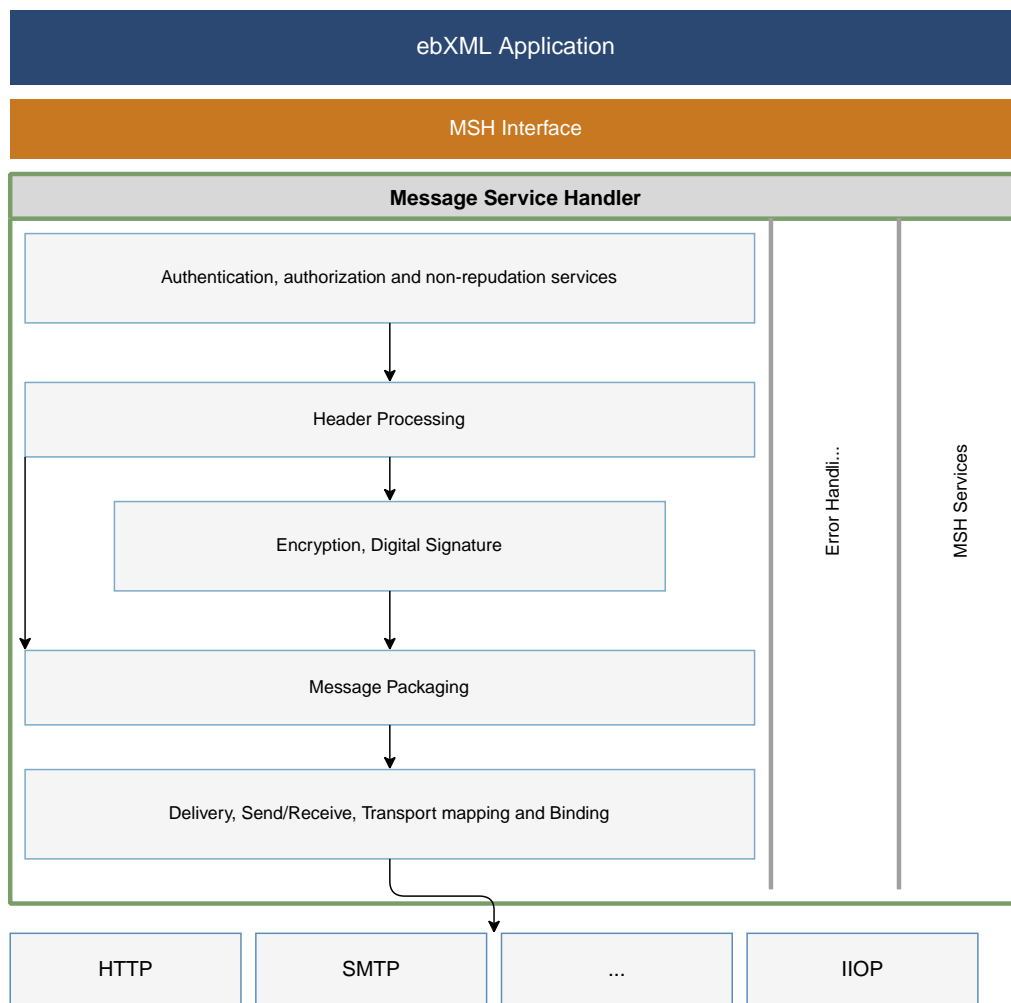 ebXML Application
MSH Interface
Message Service Handler
Authentication, authorization and non-repudation services
Header Processing
Encryption, Digital Signature
Message Packaging
Delivery, Send/Receive, Transport mapping and Binding
Error Handli...
MSH Services
HTTP
SMTP
...
IIOP